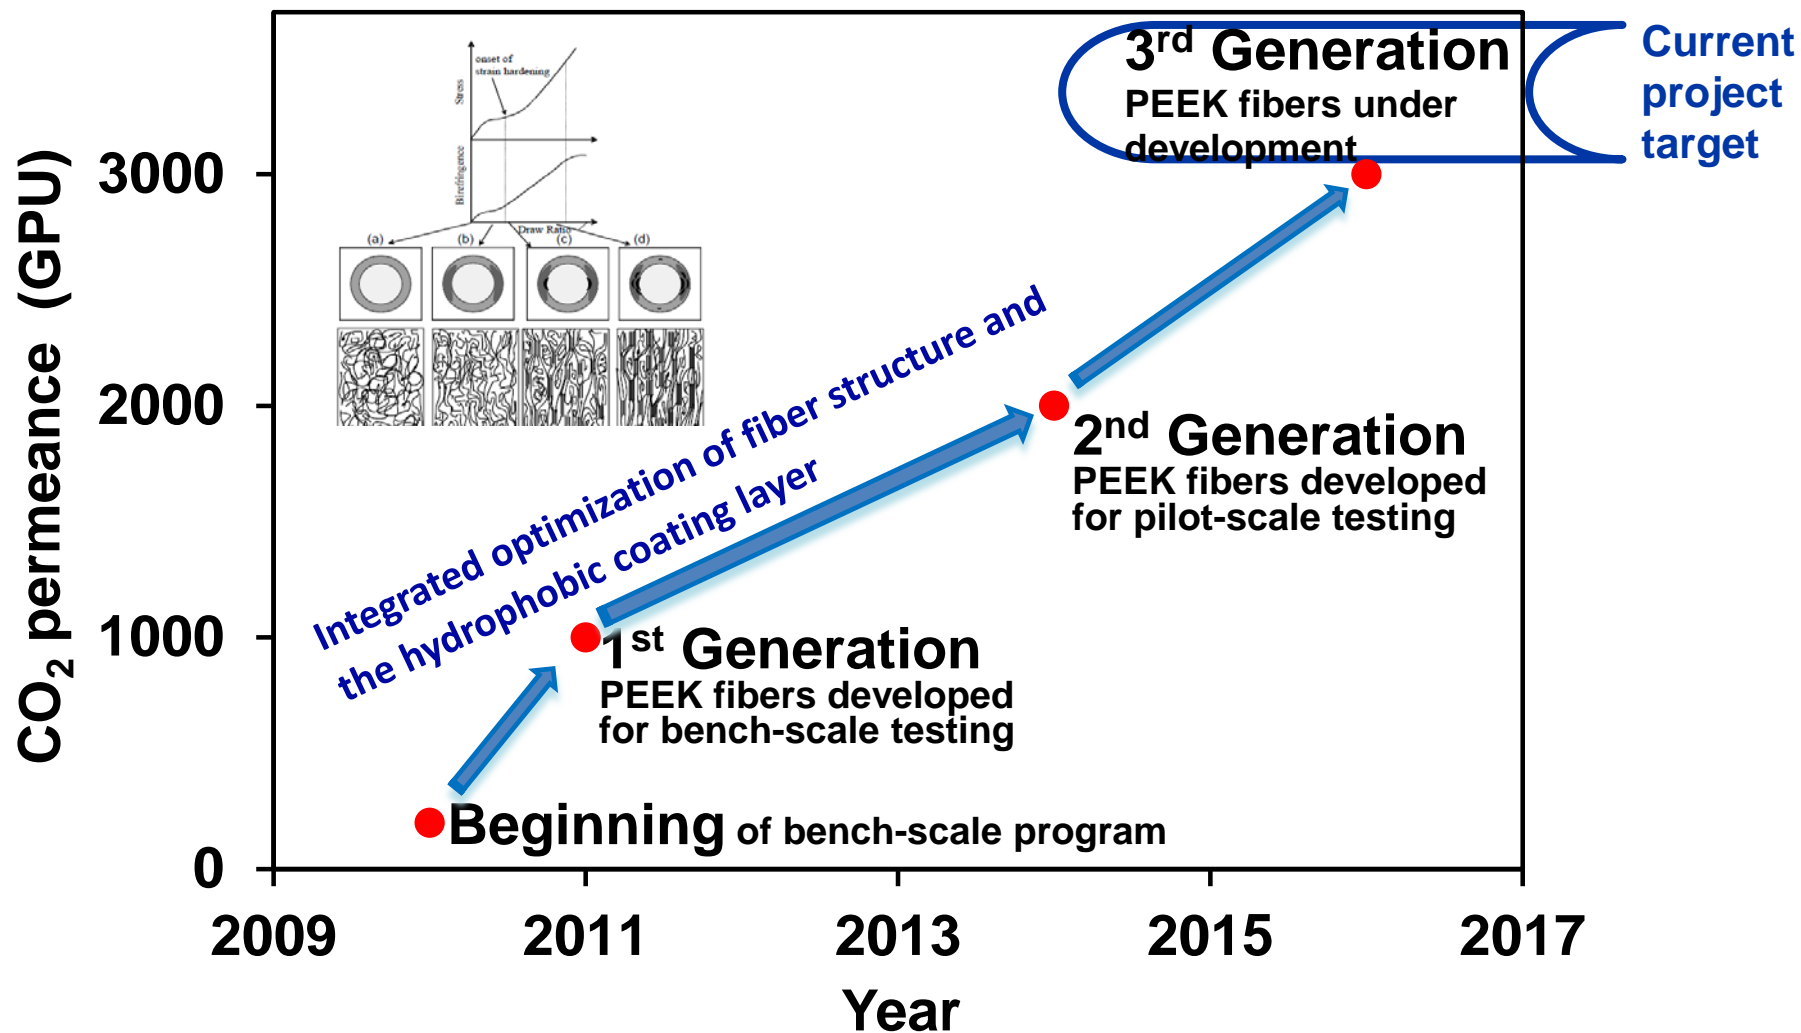 3rd Generation
PEEK fibers under
development
Current
project
target
onset of
strain hardening
Stress
Birefringence
Draw Ratio
(a)
(b)
(c)
(d)
CO2 permeance (GPU)
3000
2000
1000
0
Integrated optimization of fiber structure and
the hydrophobic coating layer
2nd Generation
PEEK fibers developed
for pilot-scale testing
1st Generation
PEEK fibers developed
for bench-scale testing
Beginning of bench-scale program
2009
2011
2013
2015
2017
Year